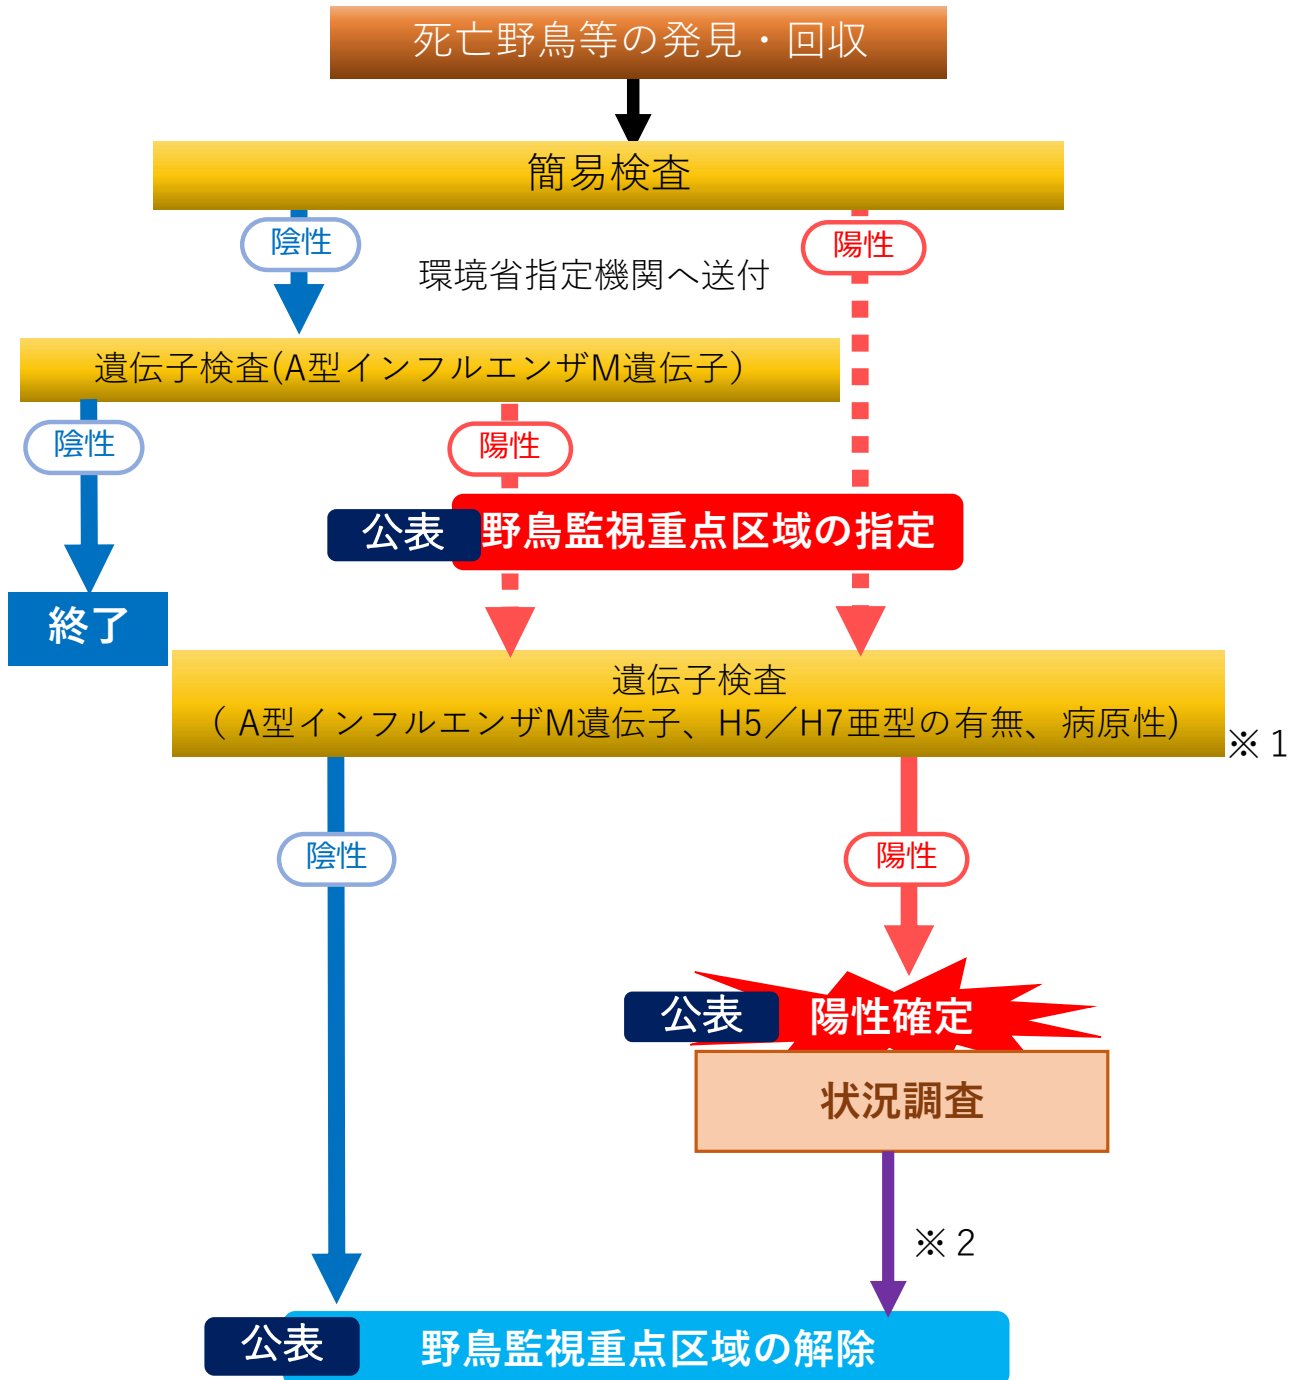 死亡野鳥等の発見・回収
簡易検査
陰性
陽性
環境省指定機関へ送付
遺伝子検査(A型インフルエンザM遺伝子)
陰性
陽性
公表
野鳥監視重点区域の指定
終了
遺伝子検査
( A型インフルエンザM遺伝子、H5/H7亜型の有無、病原性)
※1
陰性
陽性
公表
陽性確定
状況調査
※2
公表
野鳥監視重点区域の解除